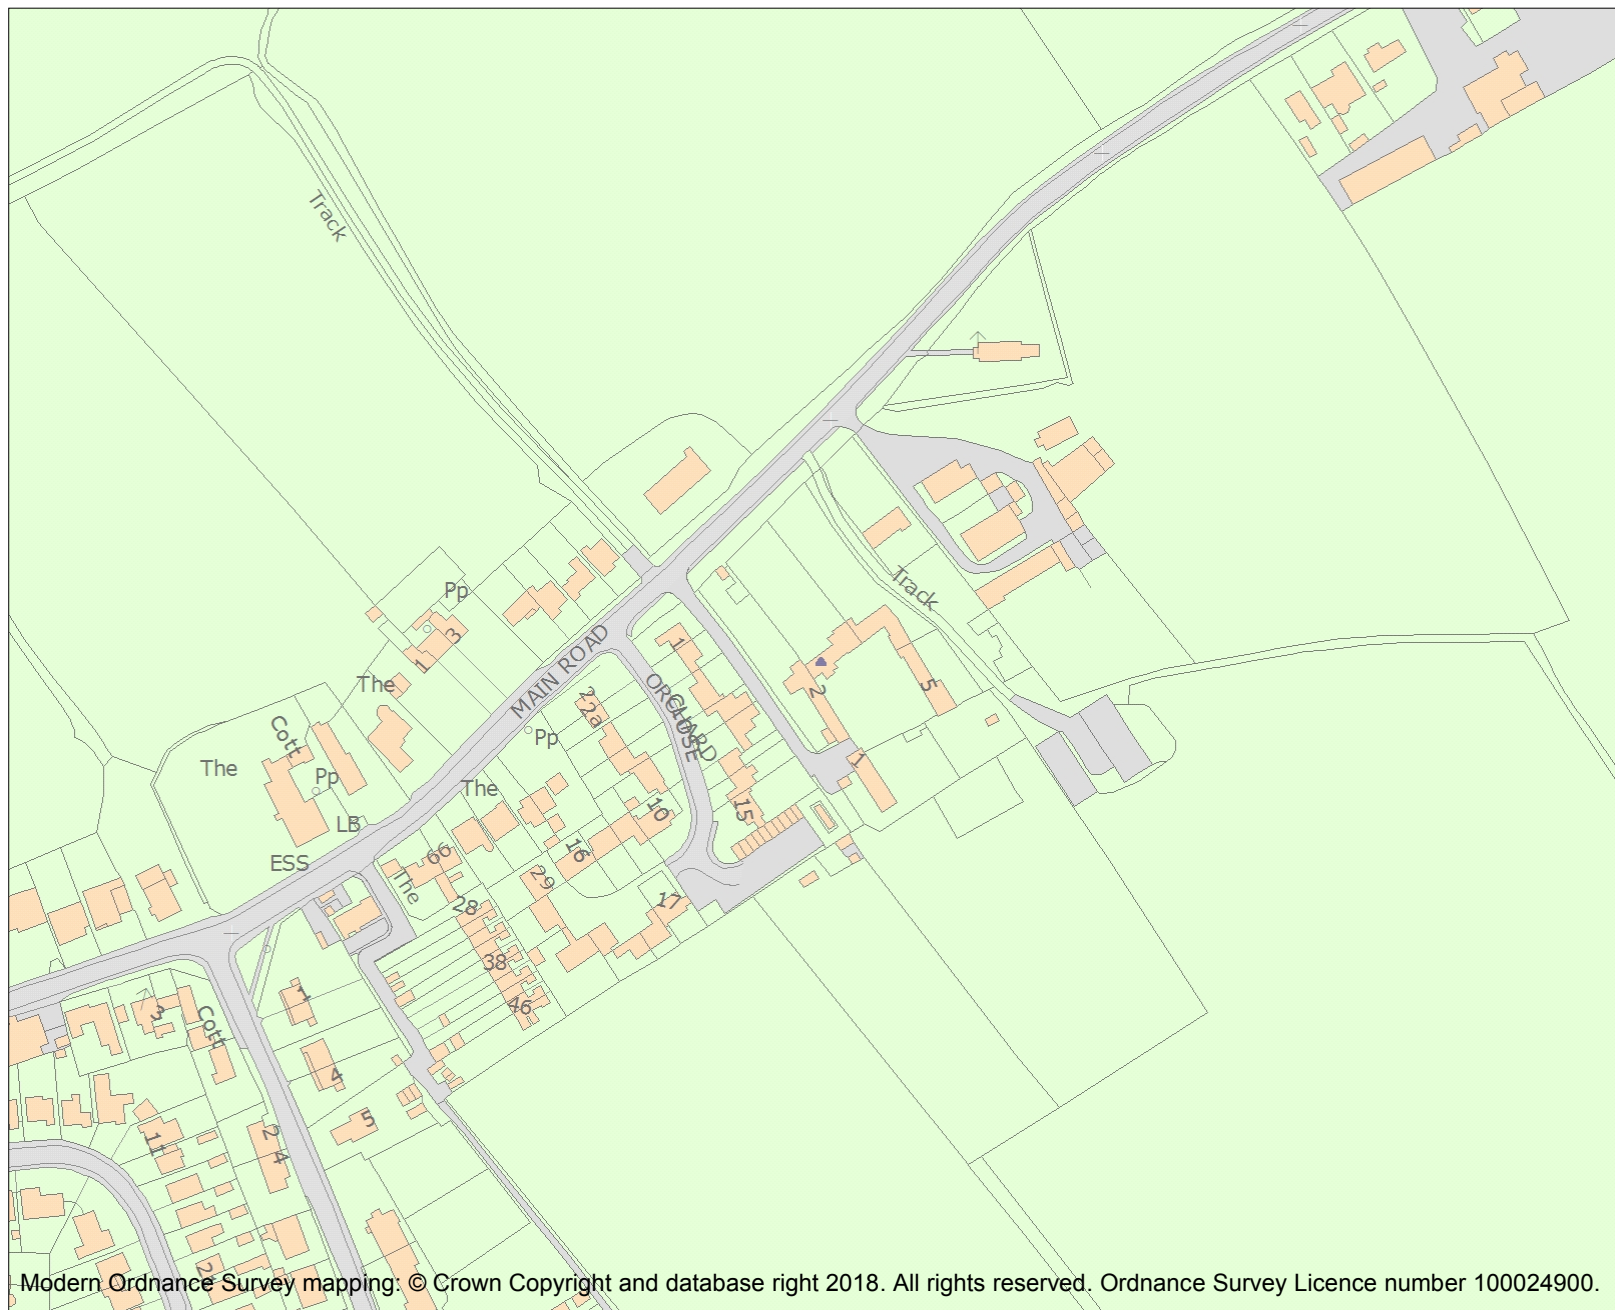 Track
Pp
3
1
The
MAIN ROAD
Track
1
ORCHARD
CLOSE
22a
Pp
2
5
1
The
Cott
The
Pp
LB
ESS
The
66
The
28
38
46
16
10
15
29
17
1
4
5
3
Cott
11
2
4
Modern Ordnance Survey mapping: © Crown Copyright and database right 2018. All rights reserved. Ordnance Survey Licence number 100024900.